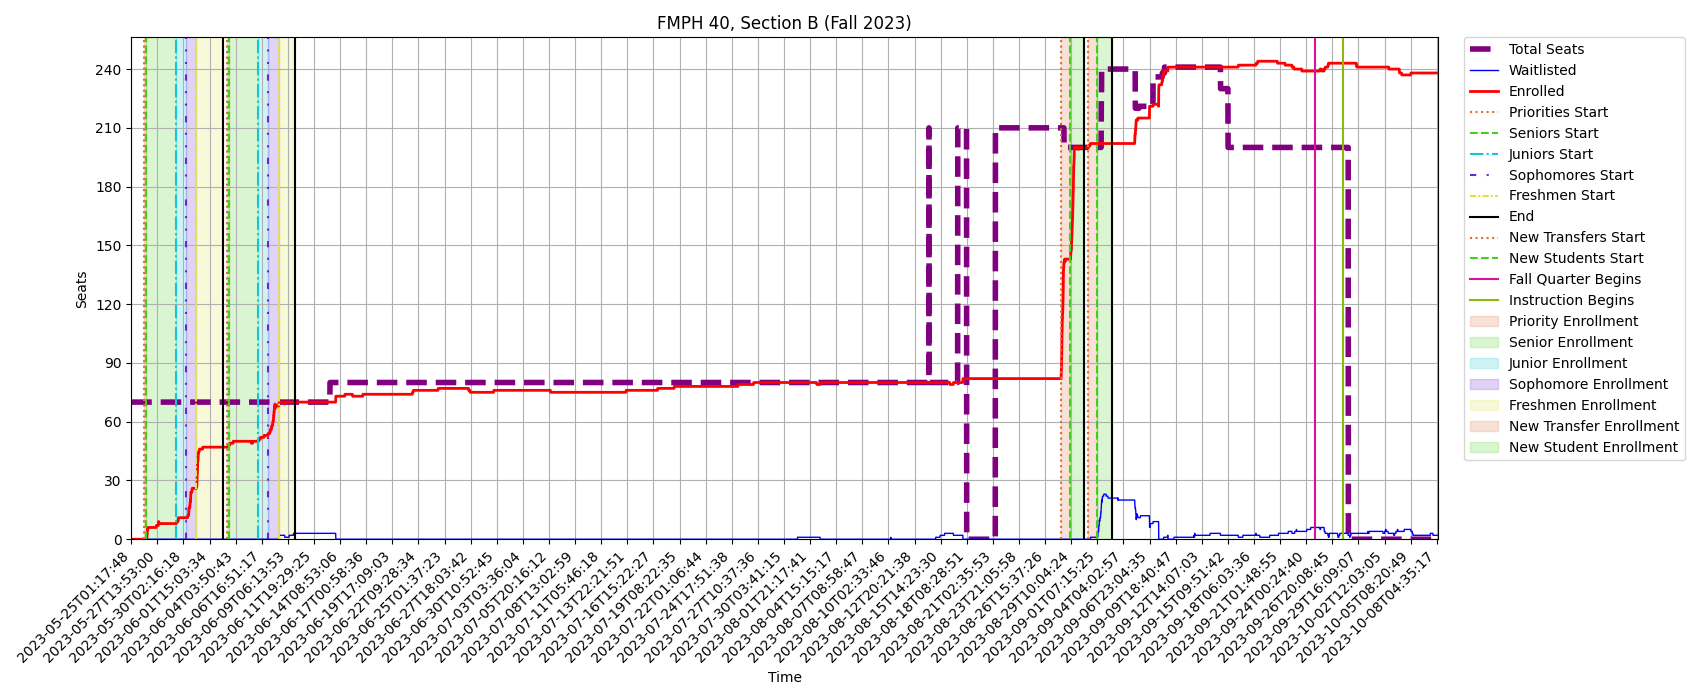 FMPH 40, Section B (Fall 2023)
Seats
240
210
180
150
120
90
60
30
0
2023-05-25T01:17:48
2023-05-27T13:53:00
2023-05-30T02:16:18
2023-06-01T15:03:34
2023-06-04T03:50:43
2023-06-06T16:51:17
2023-06-09T06:13:53
2023-06-11T19:29:25
2023-06-14T08:53:06
2023-06-17T00:58:36
2023-06-19T17:09:03
2023-06-22T09:28:34
2023-06-25T01:37:23
2023-06-27T18:03:42
2023-06-30T10:52:45
2023-07-03T03:36:04
2023-07-05T20:16:12
2023-07-08T13:02:59
2023-07-11T05:46:18
2023-07-13T22:21:51
2023-07-16T15:22:27
2023-07-19T08:22:35
2023-07-22T01:06:44
2023-07-24T17:51:38
2023-07-27T10:37:36
2023-07-30T03:41:15
2023-08-01T21:17:41
2023-08-04T15:15:17
2023-08-07T08:58:47
2023-08-10T02:33:46
2023-08-12T20:21:38
2023-08-15T14:23:30
2023-08-18T08:28:51
2023-08-21T02:35:53
2023-08-23T21:05:58
2023-08-26T15:37:26
2023-08-29T10:04:24
2023-09-01T07:15:25
2023-09-04T04:02:57
2023-09-06T23:04:35
2023-09-09T18:40:47
2023-09-12T14:07:03
2023-09-15T09:51:42
2023-09-18T06:03:36
2023-09-21T01:48:55
2023-09-24T00:24:40
2023-09-26T20:08:45
2023-09-29T16:09:07
2023-10-02T12:03:05
2023-10-05T08:20:49
2023-10-08T04:35:17
Time
Total Seats
Waitlisted
Enrolled
Priorities Start
Seniors Start
Juniors Start
Sophomores Start
Freshmen Start
End
New Transfers Start
New Students Start
Fall Quarter Begins
Instruction Begins
Priority Enrollment
Senior Enrollment
Junior Enrollment
Sophomore Enrollment
Freshmen Enrollment
New Transfer Enrollment
New Student Enrollment